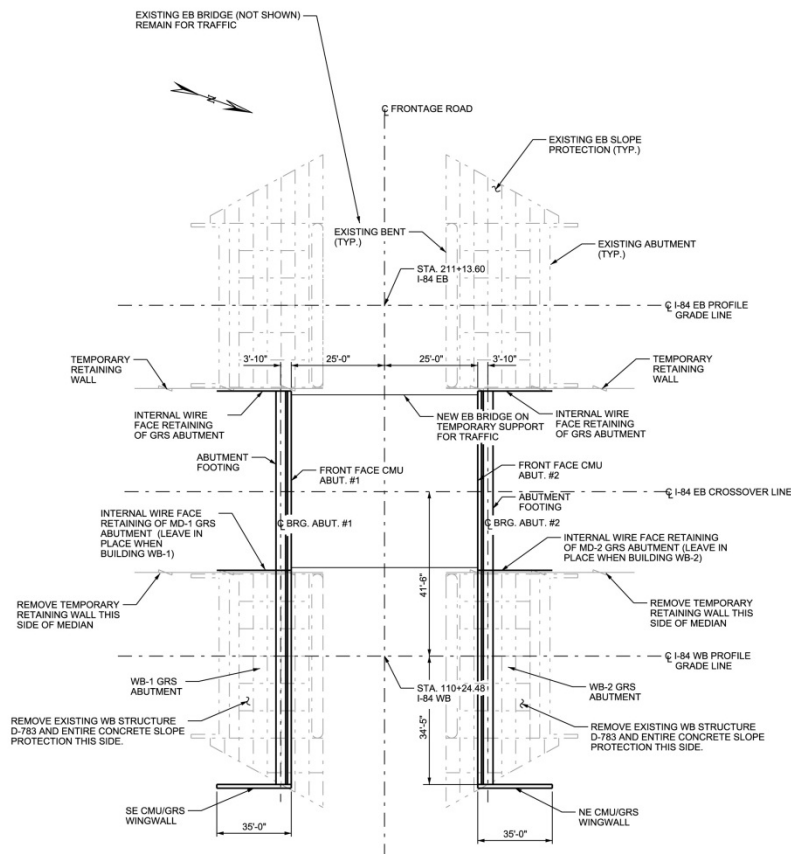 EXISTING EB BRIDGE (NOT SHOWN)
REMAIN FOR TRAFFIC
N
℄ FRONTAGE ROAD
EXISTING EB SLOPE
PROTECTION (TYP.)
EXISTING BENT
(TYP.)
EXISTING ABUTMENT
(TYP.)
STA. 211+13.60
I-84 EB
℄ I-84 EB PROFILE
GRADE LINE
TEMPORARY
RETAINING
WALL
3'-10"
25'-0"
25'-0"
3'-10"
TEMPORARY
RETAINING
WALL
INTERNAL WIRE
FACE RETAINING
OF GRS ABUTMENT
NEW EB BRIDGE ON
TEMPORARY SUPPORT
FOR TRAFFIC
INTERNAL WIRE
FACE RETAINING
OF GRS ABUTMENT
ABUTMENT
FOOTING
FRONT FACE CMU
ABUT. #1
FRONT FACE CMU
ABUT. #2
℄ I-84 EB CROSSOVER LINE
ABUTMENT
FOOTING
INTERNAL WIRE FACE
RETAINING OF MD-1 GRS
ABUTMENT (LEAVE IN
PLACE WHEN
BUILDING WB-1)
℄ BRG. ABUT. #1
℄ BRG. ABUT. #2
INTERNAL WIRE FACE RETAINING
OF MD-2 GRS ABUTMENT (LEAVE IN
PLACE WHEN BUILDING WB-2)
41'-6"
REMOVE TEMPORARY
RETAINING WALL THIS
SIDE OF MEDIAN
REMOVE TEMPORARY
RETAINING WALL THIS
SIDE OF MEDIAN
℄ I-84 WB PROFILE
GRADE LINE
WB-1 GRS
ABUTMENT
STA. 110+24.48
I-84 WB
WB-2 GRS
ABUTMENT
34'-5"
REMOVE EXISTING WB STRUCTURE
D-783 AND ENTIRE CONCRETE SLOPE
PROTECTION THIS SIDE.
REMOVE EXISTING WB STRUCTURE
D-783 AND ENTIRE CONCRETE SLOPE
PROTECTION THIS SIDE.
SE CMU/GRS
WINGWALL
NE CMU/GRS
WINGWALL
35'-0"
35'-0"